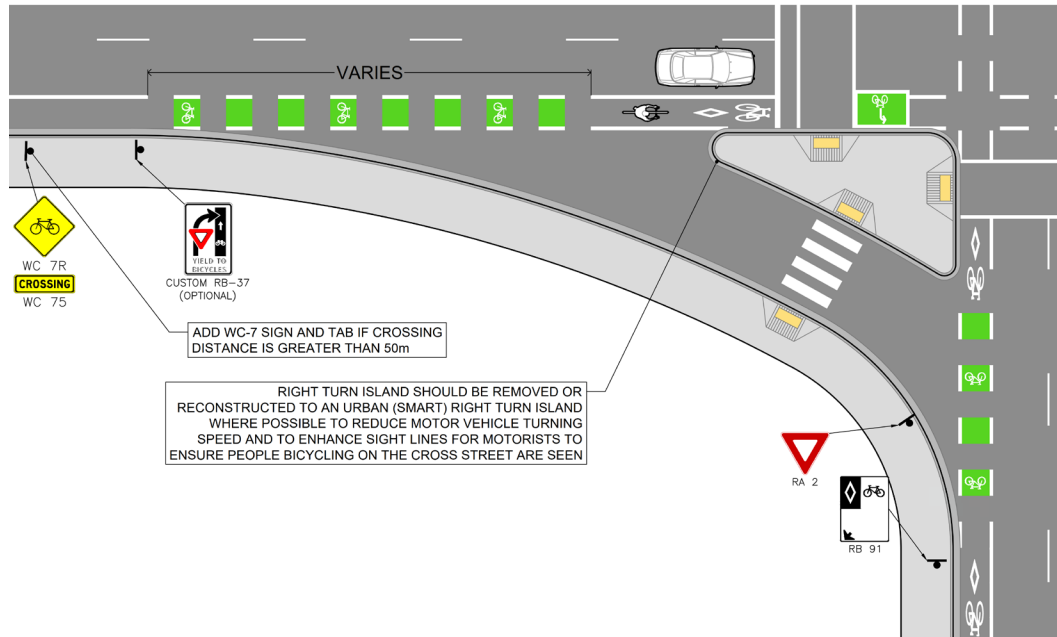 VARIES
WC 7R
CROSSING
WC 75
YIELD TO
BICYCLES
CUSTOM RB-37
(OPTIONAL)
ADD WC-7 SIGN AND TAB IF CROSSING
DISTANCE IS GREATER THAN 50m
RIGHT TURN ISLAND SHOULD BE REMOVED OR
RECONSTRUCTED TO AN URBAN (SMART) RIGHT TURN ISLAND
WHERE POSSIBLE TO REDUCE MOTOR VEHICLE TURNING
SPEED AND TO ENHANCE SIGHT LINES FOR MOTORISTS TO
ENSURE PEOPLE BICYCLING ON THE CROSS STREET ARE SEEN
RA 2
RB 91